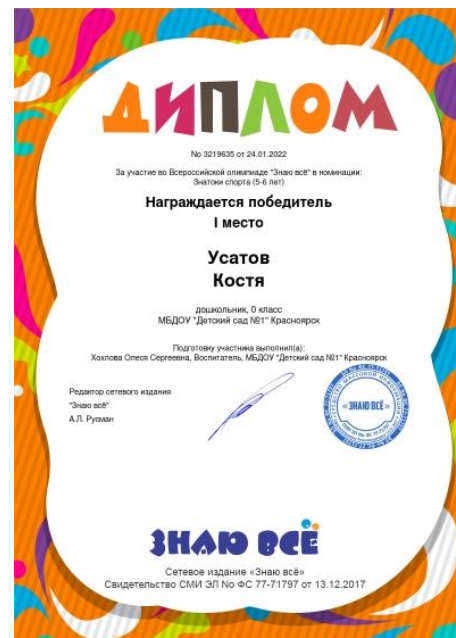 ДИПЛОМ
No 3219635 от 24.01.2022
За участие во Всероссийской олимпиаде "Знаю всё" в номинации:
Знатоки спорта (5-6 лет)
Награждается победитель
I место
Усатов
Костя
дошкольник, 0 класс
МБДОУ "Детский сад №1" Красноярск
Подготовку участника выполнил(а):
Хохлова Олеся Сергеевна, Воспитатель, МБДОУ "Детский сад №1" Красноярск
Редактор сетевого издания
"Знаю всё"
А.Л. Русман
«ЗНАЮ ВСЁ»
ЗНАЮ ВСЁ
Сетевое издание «Знаю всё»
Свидетельство СМИ ЭЛ No ФС 77-71797 от 13.12.2017